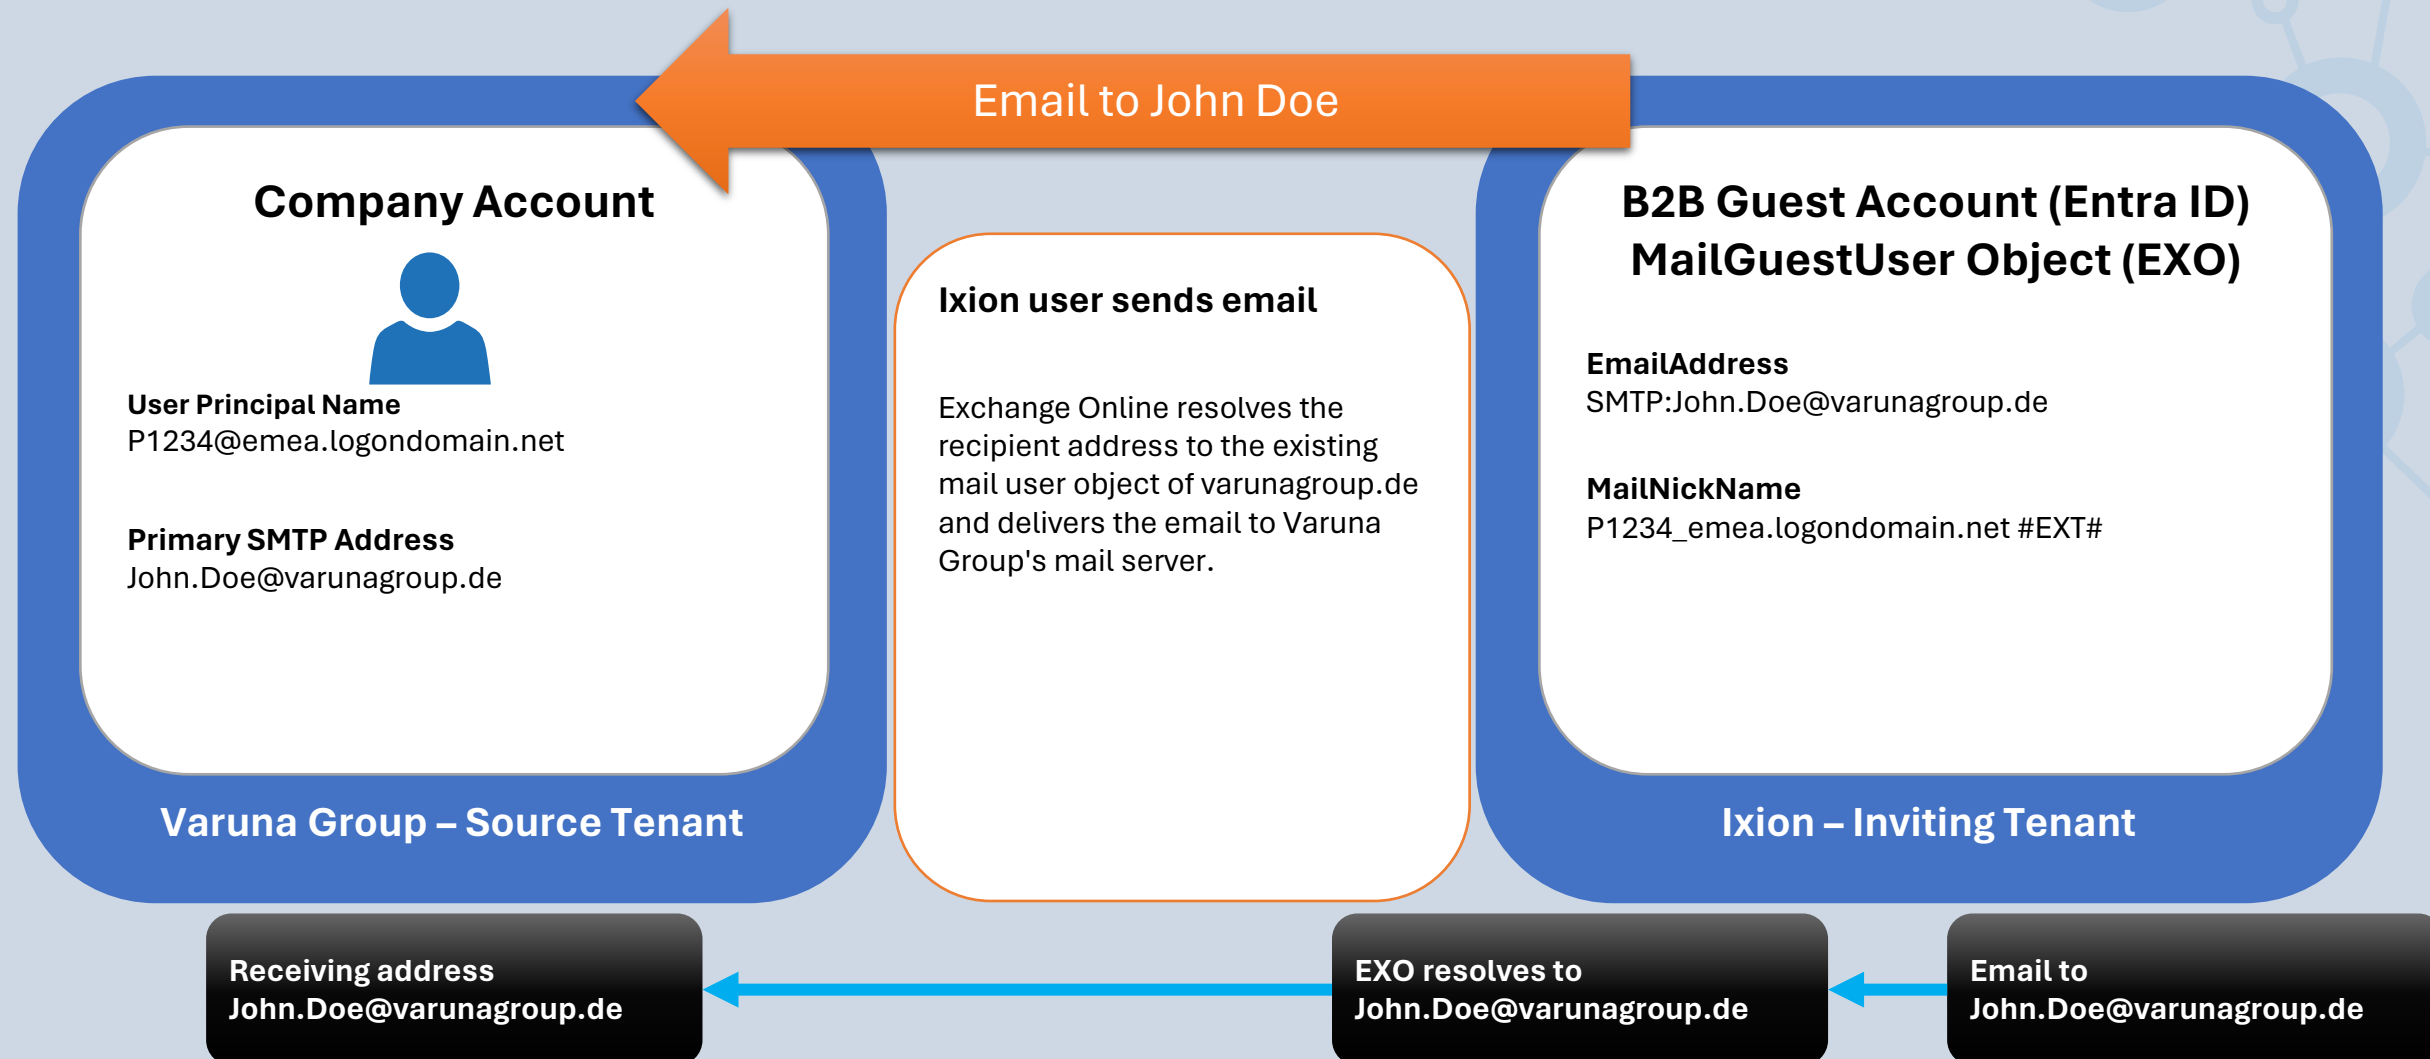 Email to John Doe
Company Account
User Principal Name
P1234@emea.logondomain.net
Primary SMTP Address
John.Doe@varunagroup.de
Varuna Group – Source Tenant
Ixion user sends email
Exchange Online resolves the
recipient address to the existing
mail user object of varunagroup.de
and delivers the email to Varuna
Group's mail server.
B2B Guest Account (Entra ID)
MailGuestUser Object (EXO)
EmailAddress
SMTP:John.Doe@varunagroup.de
MailNickName
P1234_emea.logondomain.net #EXT#
Ixion – Inviting Tenant
Receiving address
John.Doe@varunagroup.de
EXO resolves to
John.Doe@varunagroup.de
Email to
John.Doe@varunagroup.de